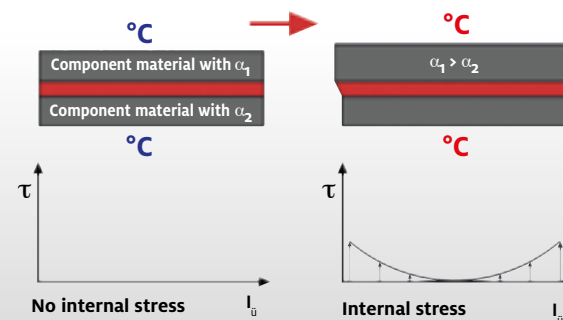 °C
°C
Component material with α₁
α₁ > α₂
Component material with α₂
°C
°C
τ
τ
No internal stress
lᵤ̈
Internal stress
lᵤ̈